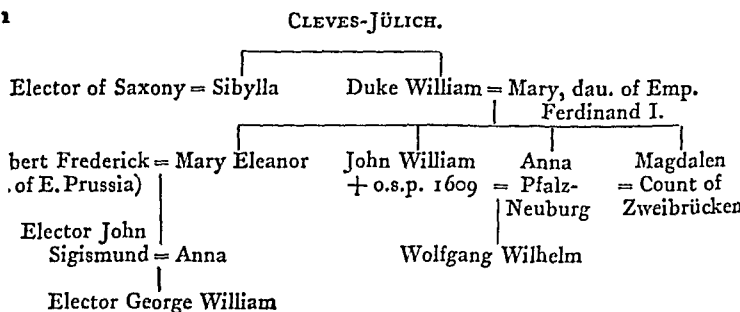 CLEVES-JÜLICH.
Elector of Saxony = Sibylla Duke William = Mary, dau. of Emp.
Ferdinand I.
bert Frederick = Mary Eleanor John William Anna Magdalen
of E. Prussia) + o.s.p. 1609 = Pfalz- = Count of
Neuburg Zweibrücken
Elector John
Sigismund = Anna Wolfgang Wilhelm
Elector George William